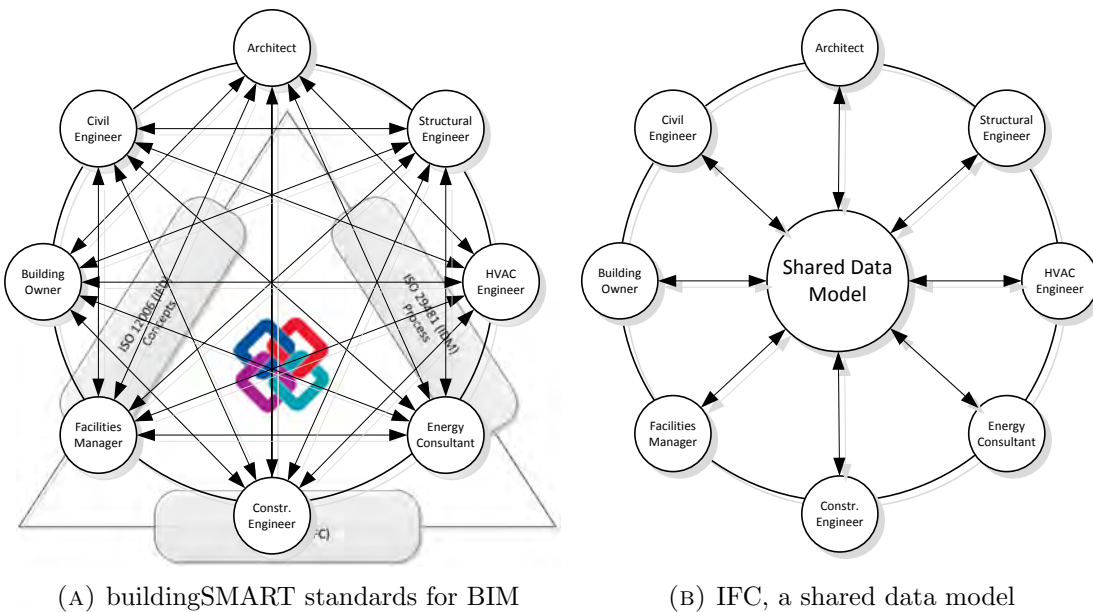 Architect
Civil
Engineer
Structural
Engineer
Building
Owner
HVAC
Engineer
ISO 12006 (IFD)
Concepts
ISO 29481 (IDM)
Process
Facilities
Manager
Energy
Consultant
Constr.
Engineer
FC)
(A) buildingSMART standards for BIM
Architect
Civil
Engineer
Structural
Engineer
Building
Owner
Shared Data
Model
HVAC
Engineer
Facilities
Manager
Energy
Consultant
Constr.
Engineer
(B) IFC, a shared data model